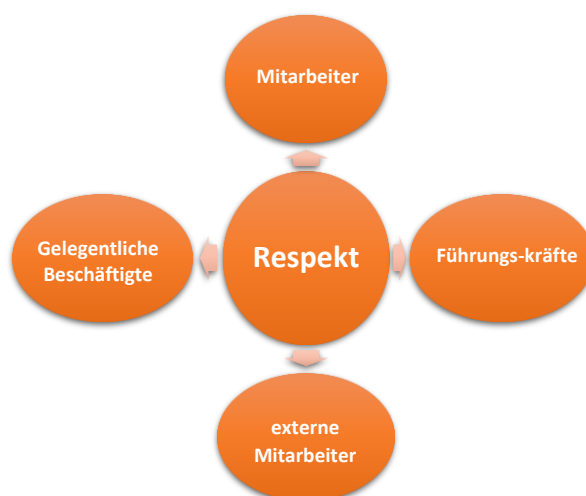 Mitarbeiter
Gelegentliche
Beschäftigte
Respekt
Führungs-kräfte
externe
Mitarbeiter